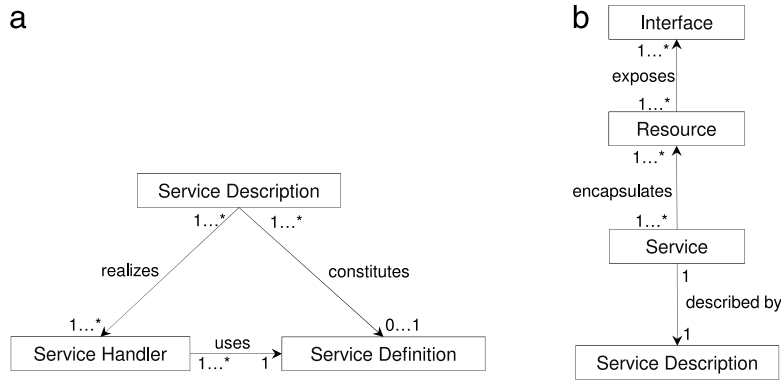 a
Service Description
1...*
1...*
realizes
constitutes
1...*
0...1
Service Handler
uses
1...*
1
Service Definition
b
Interface
1...*
exposes
1...*
Resource
1...*
encapsulates
1...*
Service
1
described by
1
Service Description